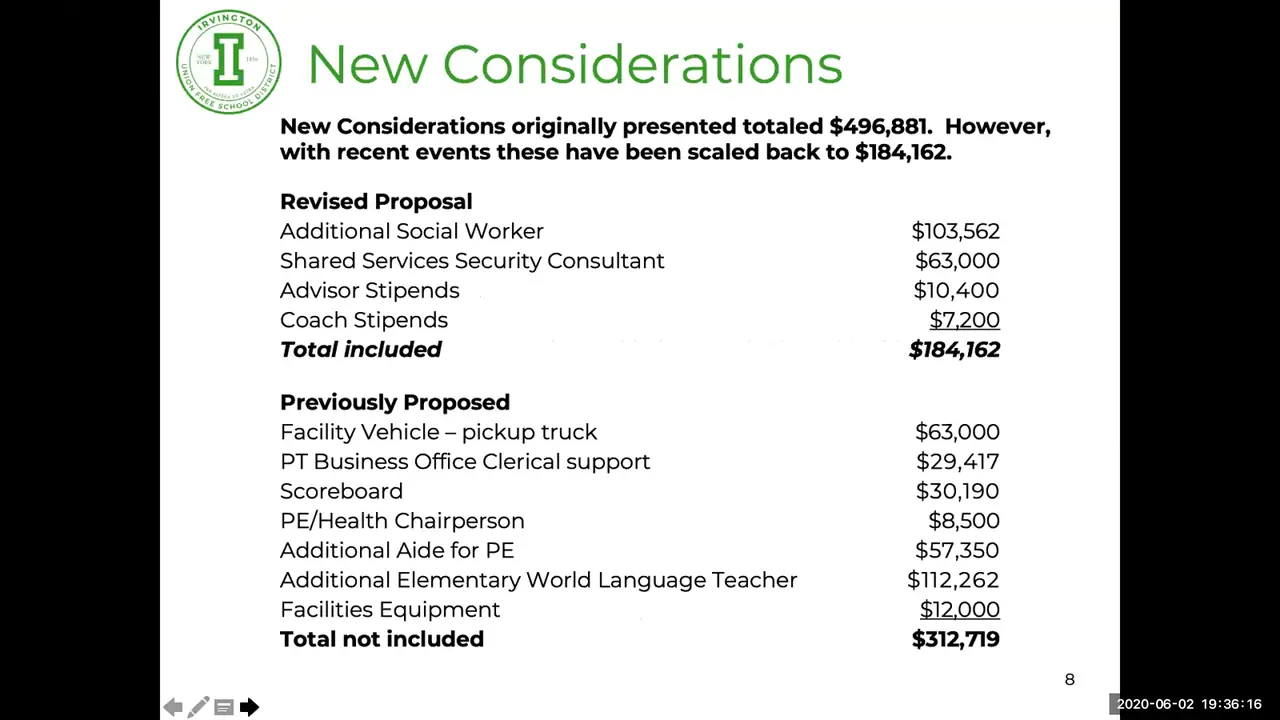 IRVINGTON
NEW YORK
1856
UNION FREE SCHOOL DISTRICT
New Considerations
New Considerations originally presented totaled $496,881. However,
with recent events these have been scaled back to $184,162.
Revised Proposal
Additional Social Worker $103,562
Shared Services Security Consultant $63,000
Advisor Stipends $10,400
Coach Stipends $7,200
Total included $184,162
Previously Proposed
Facility Vehicle – pickup truck $63,000
PT Business Office Clerical support $29,417
Scoreboard $30,190
PE/Health Chairperson $8,500
Additional Aide for PE $57,350
Additional Elementary World Language Teacher $112,262
Facilities Equipment $12,000
Total not included $312,719
8
2020-06-02 19:36:16